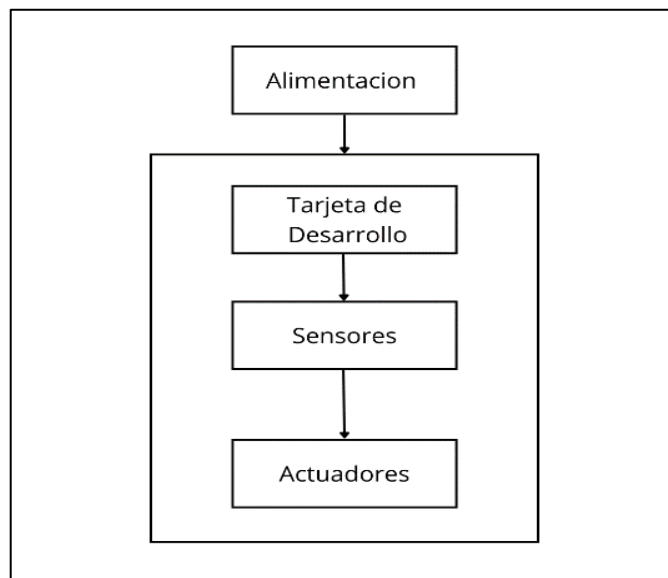 Alimentacion
Tarjeta de
Desarrollo
Sensores
Actuadores